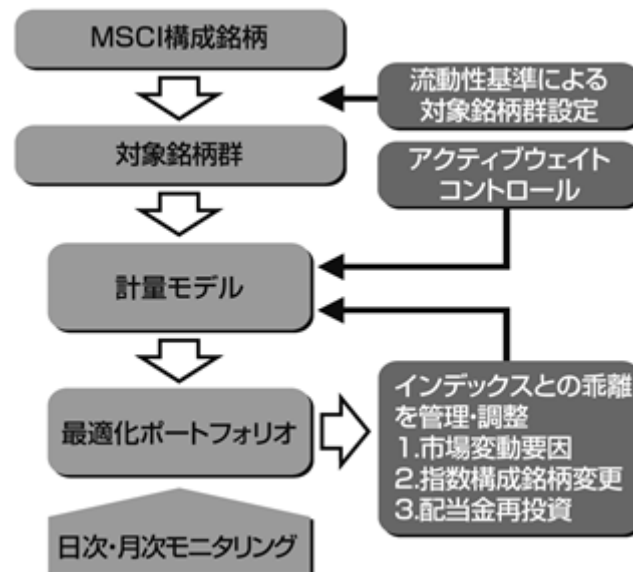 MSCI構成銘柄
流動性基準による
対象銘柄群設定
対象銘柄群
アクティブウェイト
コントロール
計量モデル
最適化ポートフォリオ
インデックスとの乖離
を管理・調整
1.市場変動要因
2.指数構成銘柄変更
3.配当金再投資
日次・月次モニタリング